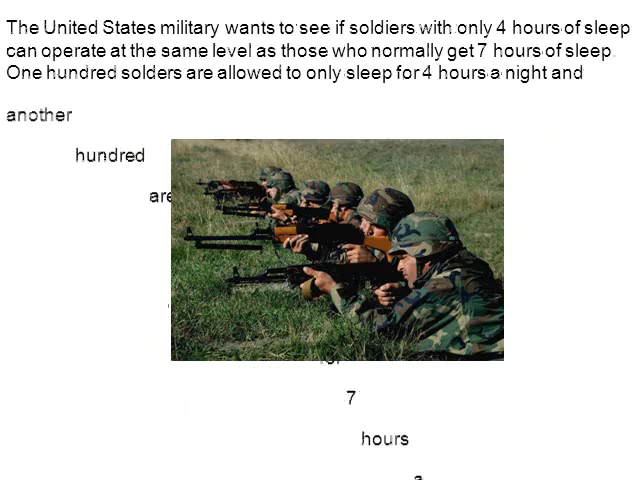 The United States military wants to see if soldiers with only 4 hours of sleep
can operate at the same level as those who normally get 7 hours of sleep.
One hundred solders are allowed to only sleep for 4 hours a night and
another
hundred
are
7
hours
a